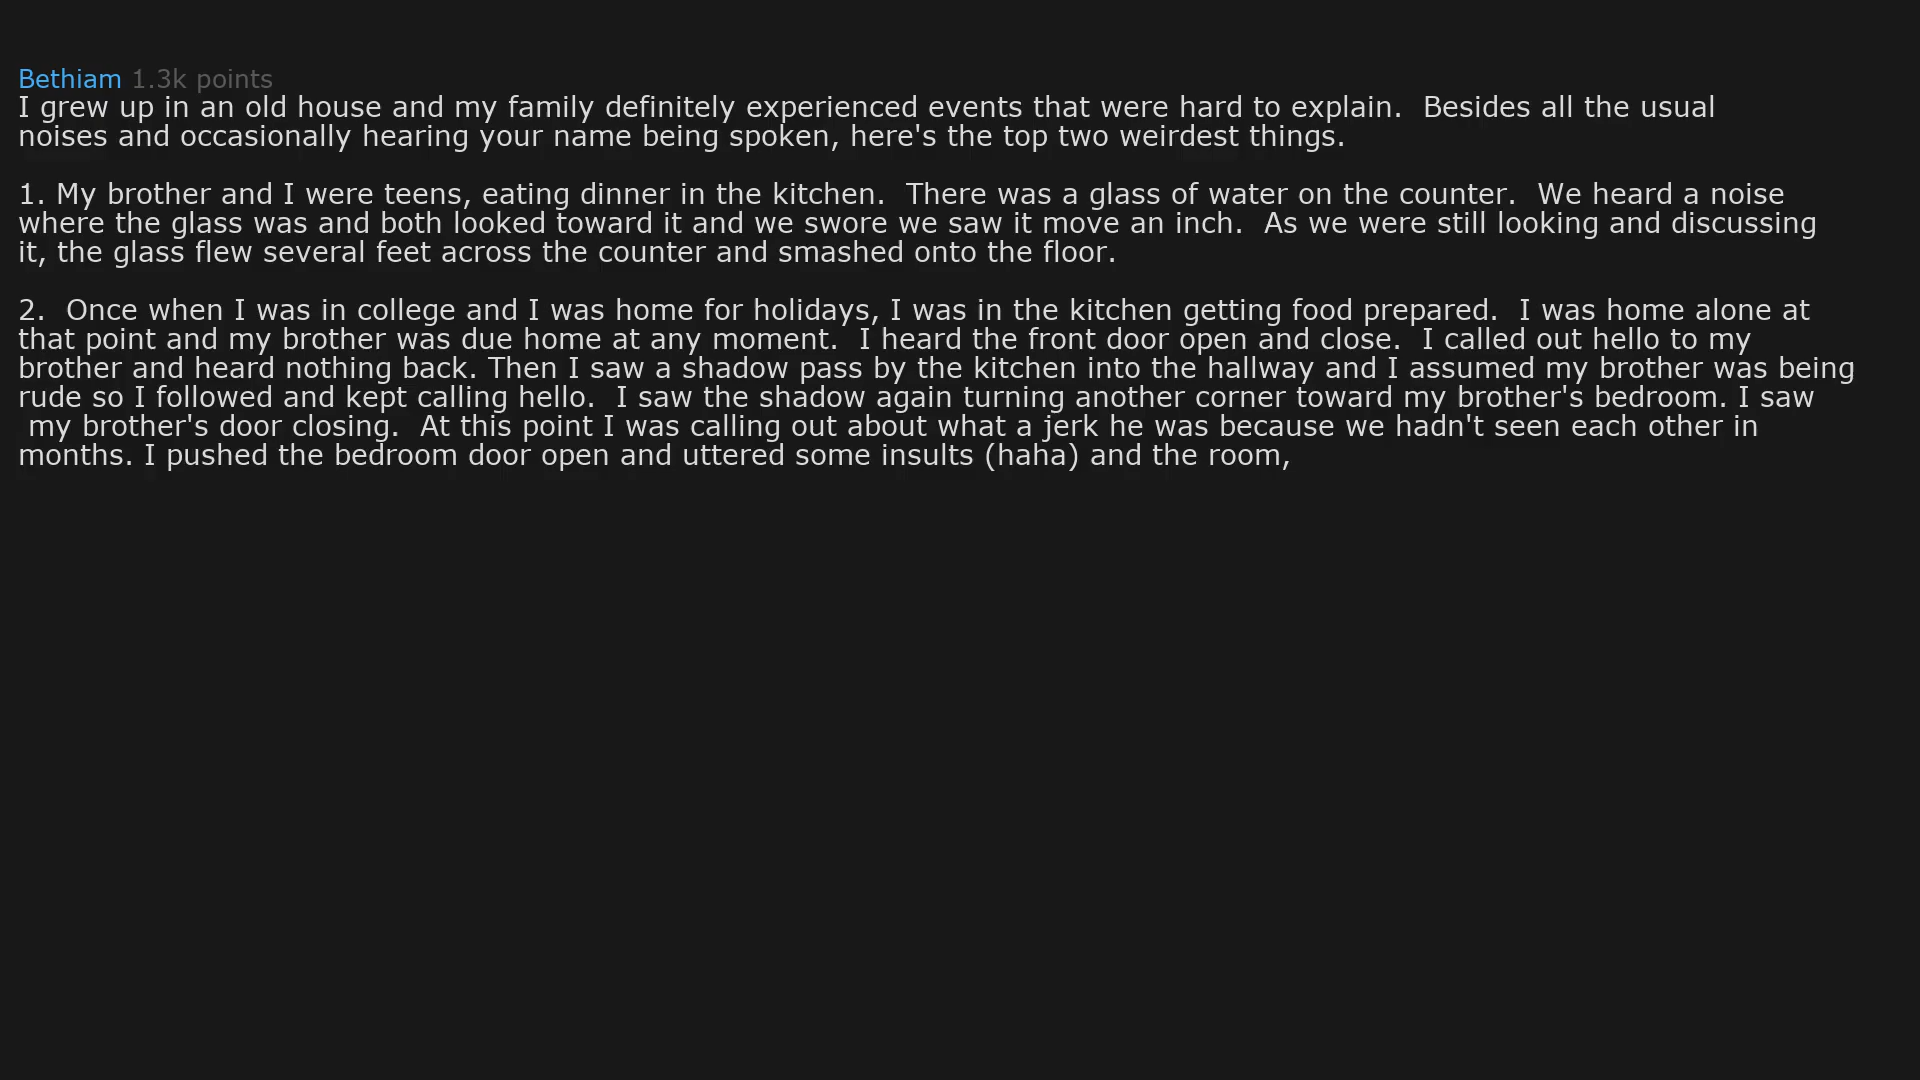 Bethiam 1.3k points
I grew up in an old house and my family definitely experienced events that were hard to explain.  Besides all the usual
noises and occasionally hearing your name being spoken, here's the top two weirdest things.
1. My brother and I were teens, eating dinner in the kitchen.  There was a glass of water on the counter.  We heard a noise
where the glass was and both looked toward it and we swore we saw it move an inch.  As we were still looking and discussing
it, the glass flew several feet across the counter and smashed onto the floor.
2.  Once when I was in college and I was home for holidays, I was in the kitchen getting food prepared.  I was home alone at
that point and my brother was due home at any moment.  I heard the front door open and close.  I called out hello to my
brother and heard nothing back. Then I saw a shadow pass by the kitchen into the hallway and I assumed my brother was being
rude so I followed and kept calling hello.  I saw the shadow again turning another corner toward my brother's bedroom. I saw
my brother's door closing.  At this point I was calling out about what a jerk he was because we hadn't seen each other in
months. I pushed the bedroom door open and uttered some insults (haha) and the room,